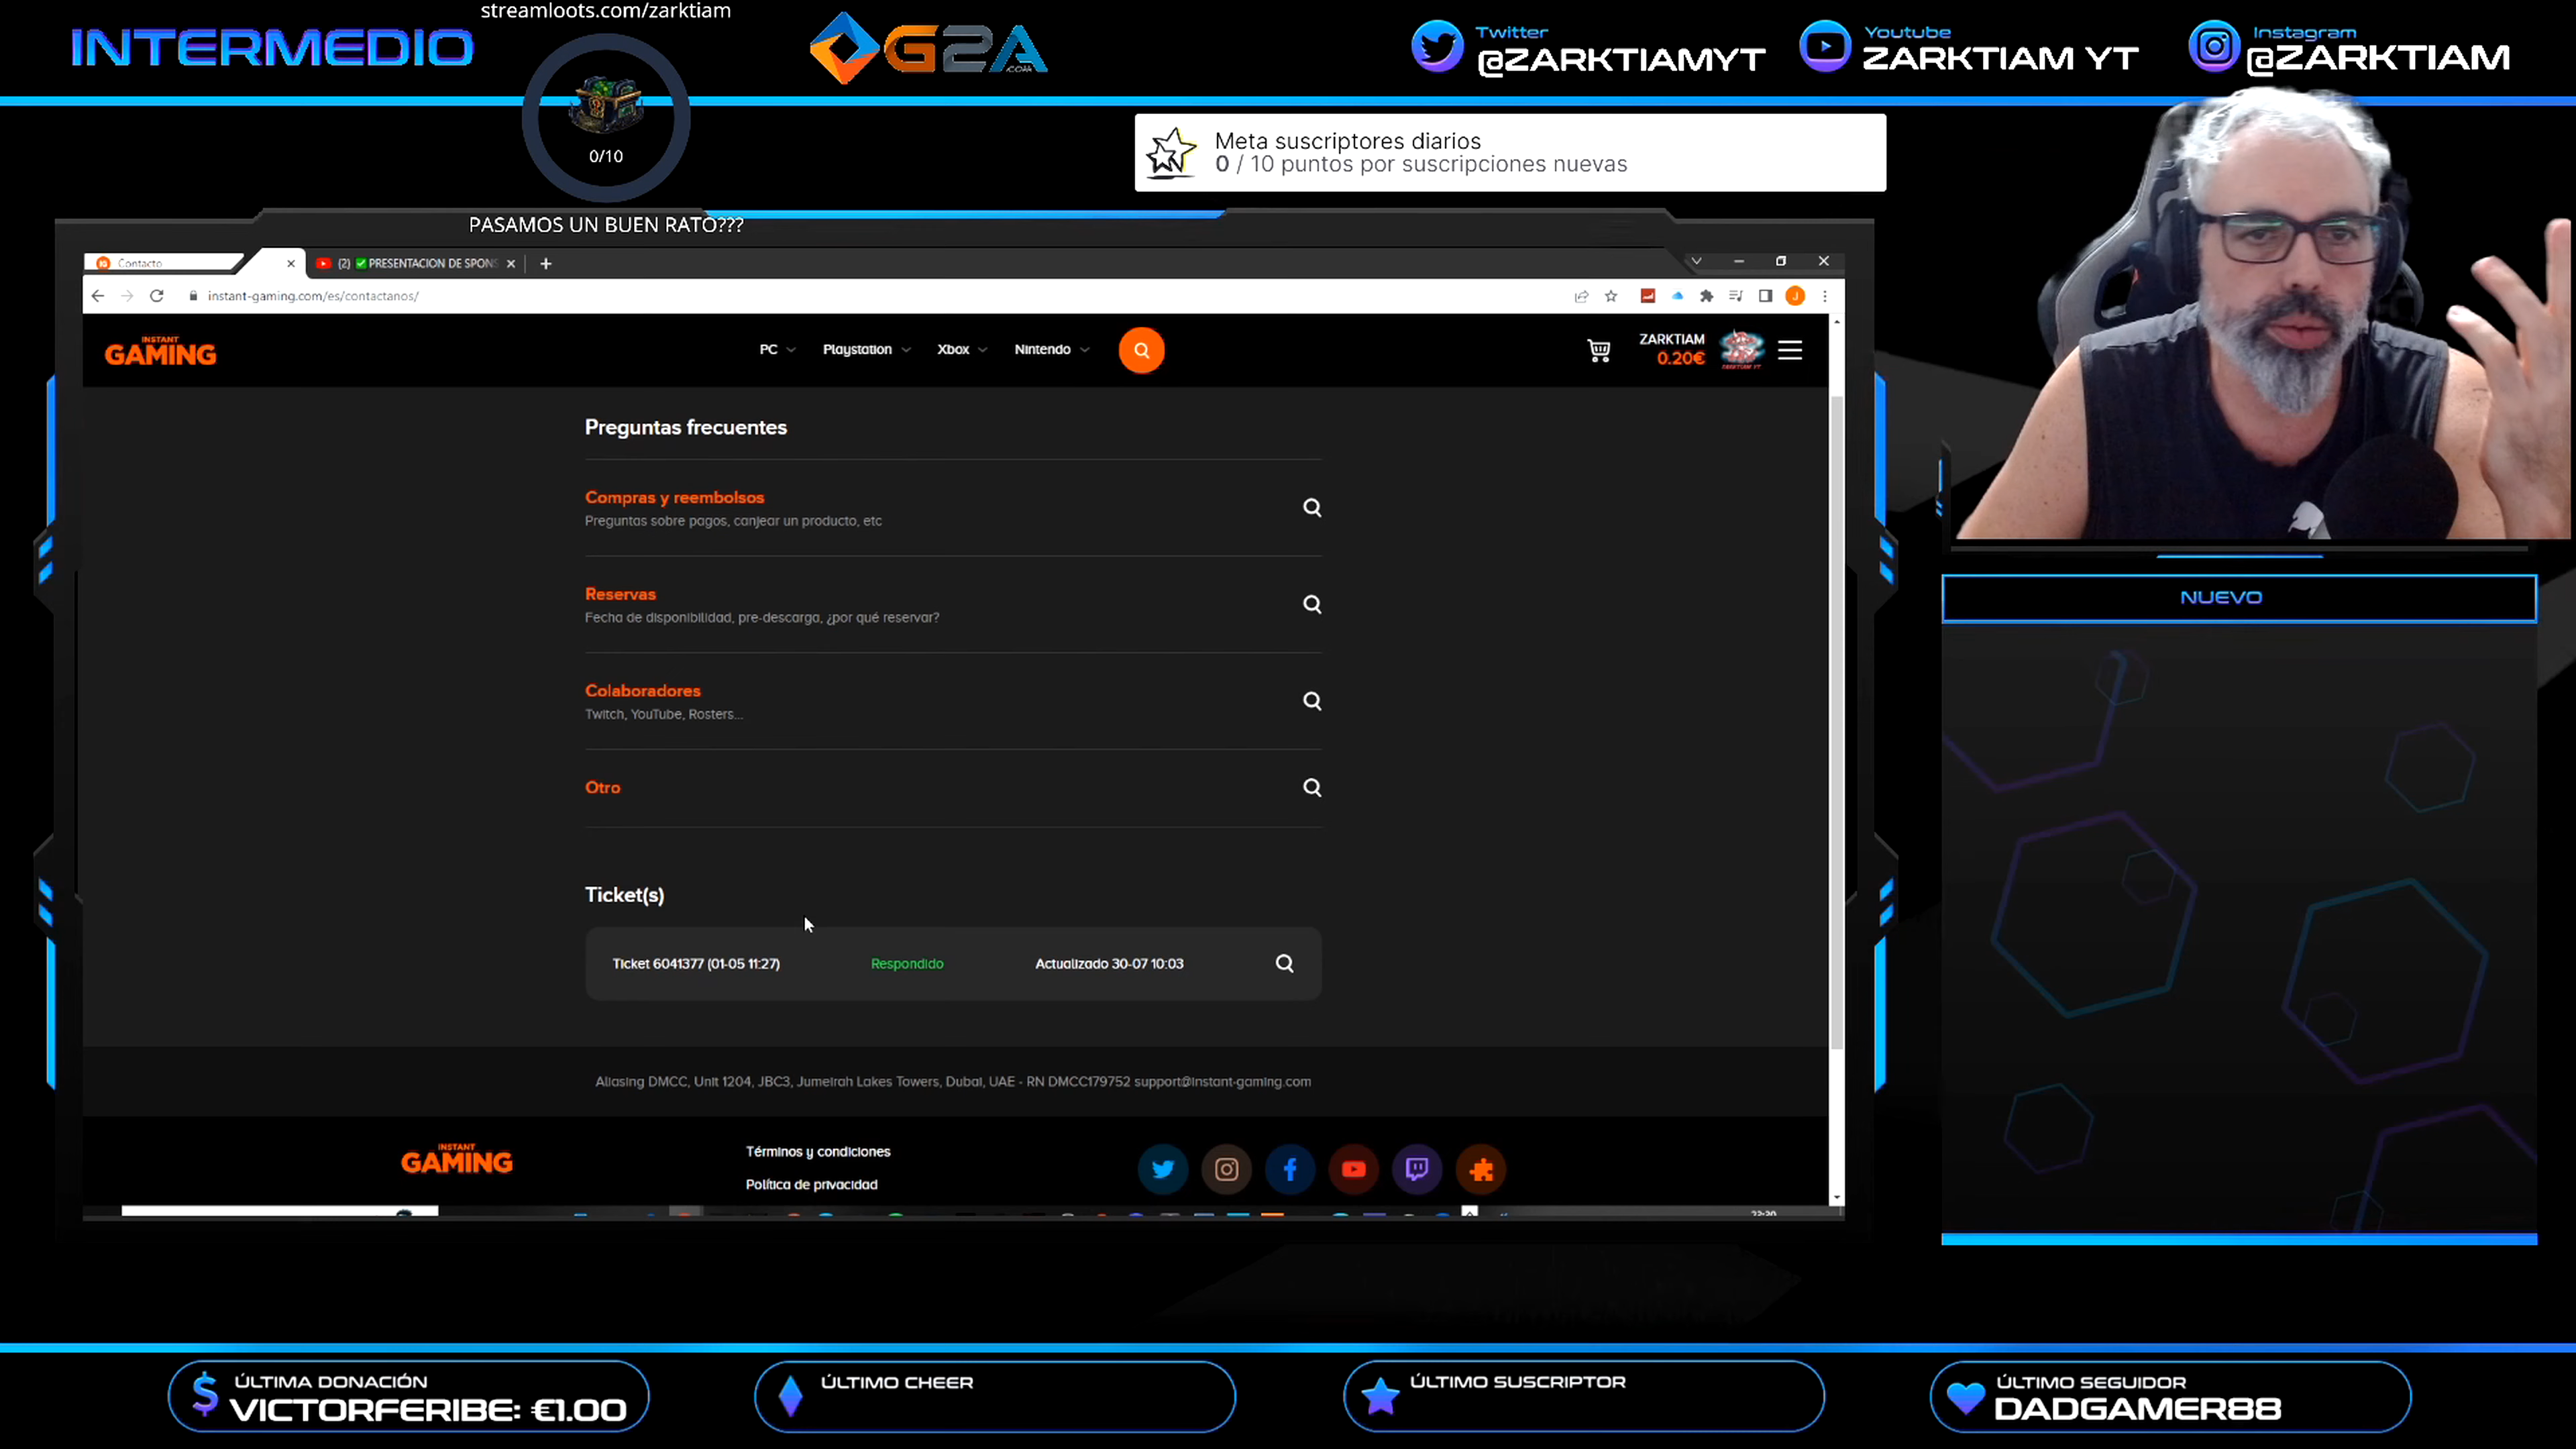 streamloots.com/zarktiam
INTERMEDIO
0/10
G2A
.COM
Twitter
@ZARKTIAMYT
Youtube
ZARKTIAM YT
Instagram
@ZARKTIAM
Meta suscriptores diarios
0 / 10 puntos por suscripciones nuevas
PASAMOS UN BUEN RATO???
Contacto
(2) ✅ PRESENTACION DE SPONS
instant-gaming.com/es/contactanos/
J
INSTANT
GAMING
PC
Playstation
Xbox
Nintendo
ZARKTIAM
0.20€
Preguntas frecuentes
Compras y reembolsos
Preguntas sobre pagos, canjear un producto, etc
Reservas
Fecha de disponibilidad, pre-descarga, ¿por qué reservar?
Colaboradores
Twitch, YouTube, Rosters...
Otro
Ticket(s)
Ticket 6041377 (01-05 11:27)
Respondido
Actualizado 30-07 10:03
Aliasing DMCC, Unit 1204, JBC3, Jumeirah Lakes Towers, Dubai, UAE - RN DMCC179752 support@instant-gaming.com
INSTANT
GAMING
Términos y condiciones
Política de privacidad
NUEVO
ÚLTIMA DONACIÓN
VICTORFERIBE: €1.00
ÚLTIMO CHEER
ÚLTIMO SUSCRIPTOR
ÚLTIMO SEGUIDOR
DADGAMER88